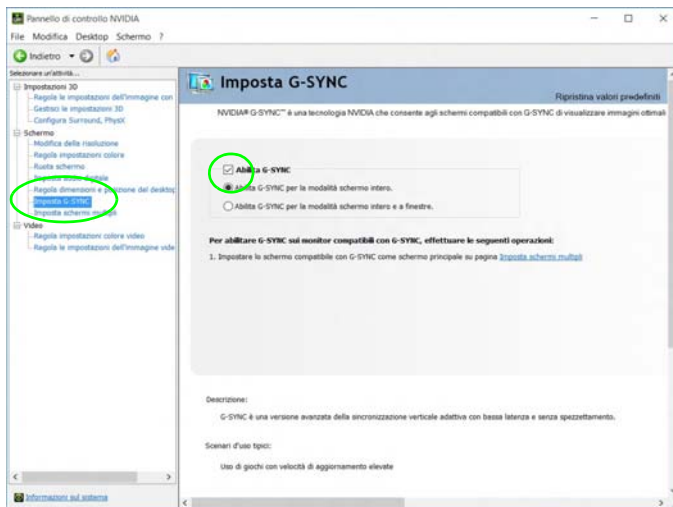 Pannello di controllo NVIDIA
File Modifica Desktop Schermo ?
Indietro
Selezionare un'attività...
Impostazioni 3D
Regola le impostazioni dell'immagine con
Gestisci le impostazioni 3D
Configura Surround, PhysX
Schermo
Modifica della risoluzione
Regola impostazioni colore
Ruota schermo
Imposta audio digitale
Regola dimensioni e posizione del desktop
Imposta G-SYNC
Imposta schermi multipli
Video
Regola impostazioni colore video
Regola le impostazioni dell'immagine vide
Informazioni sul sistema
Imposta G-SYNC
Ripristina valori predefiniti
NVIDIA® G-SYNC™ è una tecnologia NVIDIA che consente agli schermi compatibili con G-SYNC di visualizzare immagini ottimali
Abilita G-SYNC
Abilita G-SYNC per la modalità schermo intero.
Abilita G-SYNC per la modalità schermo intero e a finestre.
Per abilitare G-SYNC sui monitor compatibili con G-SYNC, effettuare le seguenti operazioni:
1. Impostare lo schermo compatibile con G-SYNC come schermo principale su pagina Imposta schermi multipli
Descrizione:
G-SYNC è una versione avanzata della sincronizzazione verticale adattiva con bassa latenza e senza spezzettamento.
Scenari d'uso tipici:
Uso di giochi con velocità di aggiornamento elevate